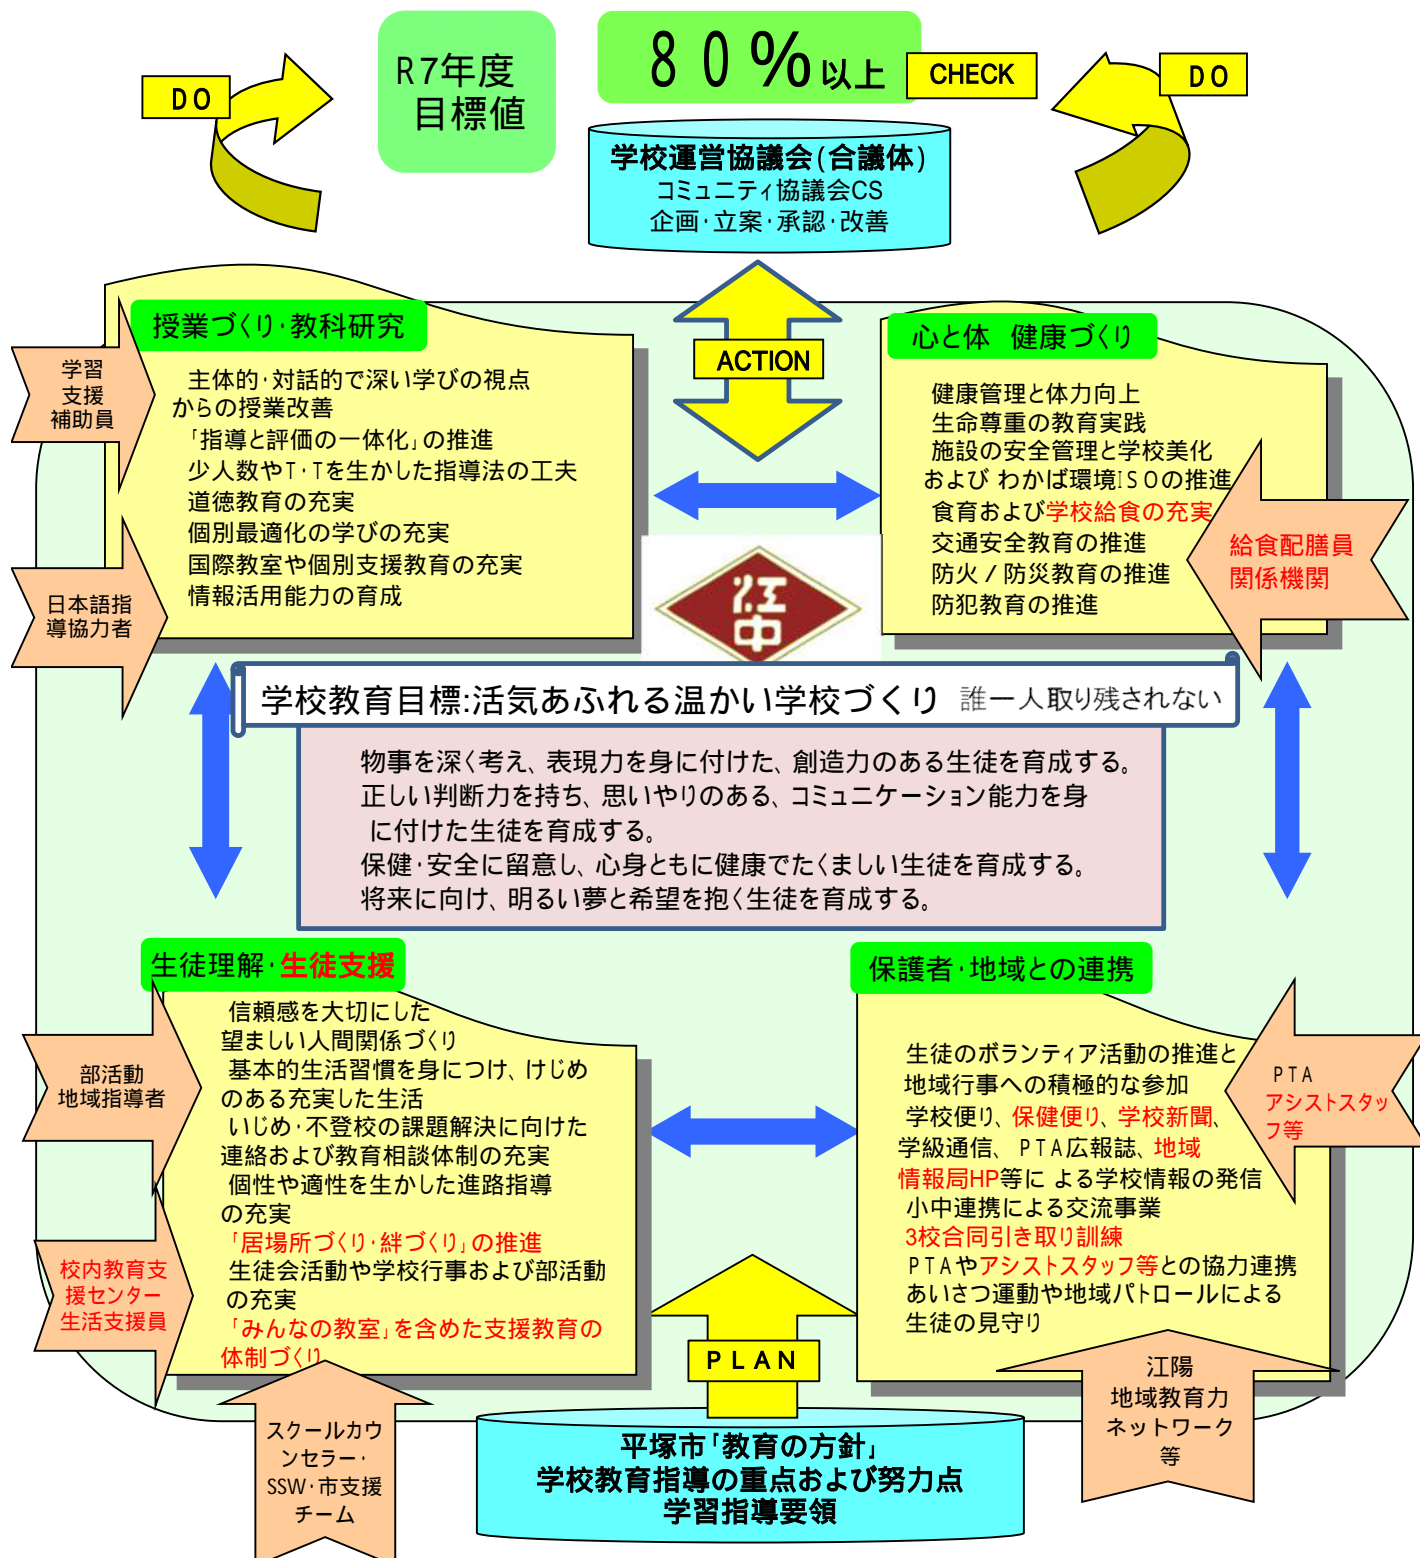 R7年度
目標値
80%以上
DO
CHECK
DO
学校運営協議会(合議体)
コミュニティ協議会CS
企画・立案・承認・改善
ACTION
授業づくり・教科研究
主体的・対話的で深い学びの視点
からの授業改善
「指導と評価の一体化」の推進
少人数やT・Tを生かした指導法の工夫
道徳教育の充実
個別最適化の学びの充実
国際教室や個別支援教育の充実
情報活用能力の育成
学習
支援
補助員
日本語指
導協力者
心と体 健康づくり
健康管理と体力向上
生命尊重の教育実践
施設の安全管理と学校美化
および わかば環境ISOの推進
食育および学校給食の充実
交通安全教育の推進
防火/防災教育の推進
防犯教育の推進
給食配膳員
関係機関
江
中
学校教育目標:活気あふれる温かい学校づくり 誰一人取り残されない
物事を深く考え、表現力を身に付けた、創造力のある生徒を育成する。
正しい判断力を持ち、思いやりのある、コミュニケーション能力を身
に付けた生徒を育成する。
保健・安全に留意し、心身ともに健康でたくましい生徒を育成する。
将来に向け、明るい夢と希望を抱く生徒を育成する。
生徒理解・生徒支援
信頼感を大切にした
望ましい人間関係づくり
基本的生活習慣を身につけ、けじめ
のある充実した生活
いじめ・不登校の課題解決に向けた
連絡および教育相談体制の充実
個性や適性を生かした進路指導
の充実
「居場所づくり・絆づくり」の推進
生徒会活動や学校行事および部活動
の充実
「みんなの教室」を含めた支援教育の
体制づくり
部活動
地域指導者
校内教育支
援センター
生活支援員
スクールカウ
ンセラー・
SSW・市支援
チーム
保護者・地域との連携
生徒のボランティア活動の推進と
地域行事への積極的な参加
学校便り、保健便り、学校新聞、
学級通信、PTA広報誌、地域
情報局HP等に よる学校情報の発信
小中連携による交流事業
3校合同引き取り訓練
PTAやアシストスタッフ等との協力連携
あいさつ運動や地域パトロールによる
生徒の見守り
PTA
アシストスタッ
フ等
江陽
地域教育力
ネットワーク
等
PLAN
平塚市「教育の方針」
学校教育指導の重点および努力点
学習指導要領